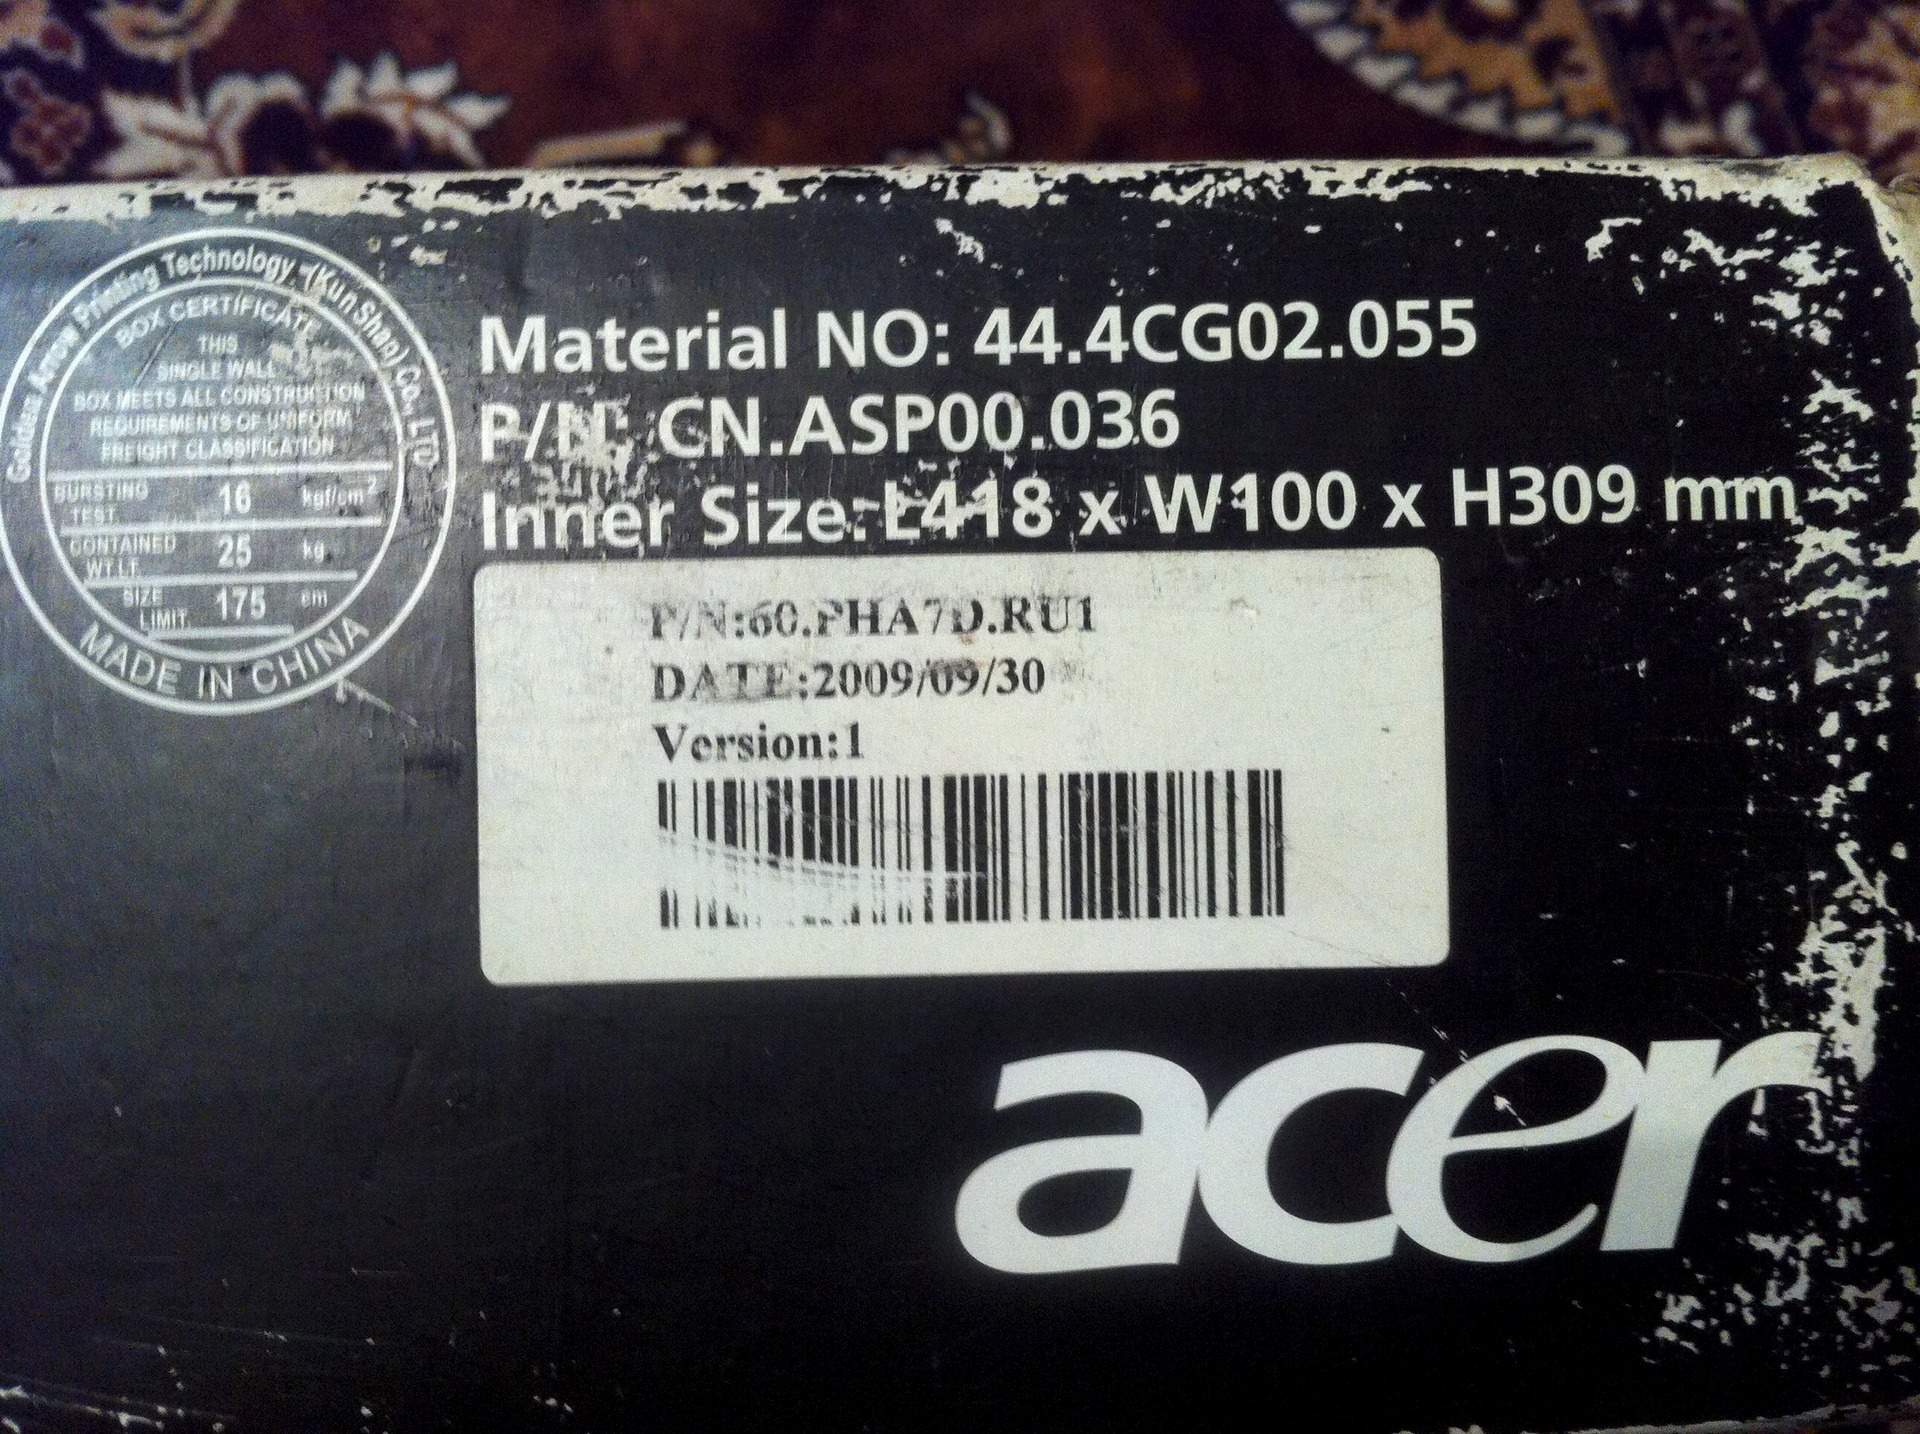 Golden Arrow Printing Technology (KunShan) Co., LTD
BOX CERTIFICATE
THIS
SINGLE WALL
BOX MEETS ALL CONSTRUCTION
REQUIREMENTS OF UNIFORM
FREIGHT CLASSIFICATION
BURSTING TEST 16 kgf/cm²
CONTAINED WT.LT. 25 kg
SIZE LIMIT 175 cm
MADE IN CHINA
Material NO: 44.4CG02.055
P/N: CN.ASP00.036
Inner Size: L418 x W100 x H309 mm
P/N:60.PHA7D.RU1
DATE:2009/09/30
Version:1
acer